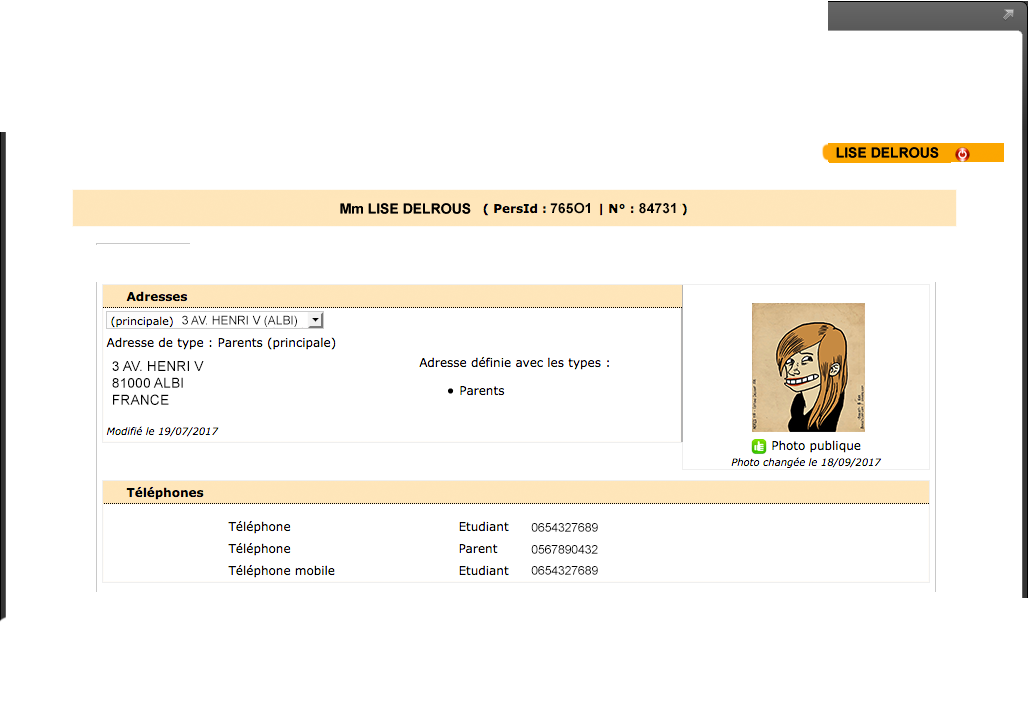 LISE DELROUS
Mm LISE DELROUS ( PersId : 765O1 | N° : 84731 )
Adresses
(principale) 3 AV. HENRI V (ALBI)
Adresse de type : Parents (principale)
3 AV. HENRI V
81000 ALBI
FRANCE
Adresse définie avec les types :
• Parents
Modifié le 19/07/2017
Photo publique
Photo changée le 18/09/2017
Téléphones
Téléphone Etudiant 0654327689
Téléphone Parent 0567890432
Téléphone mobile Etudiant 0654327689